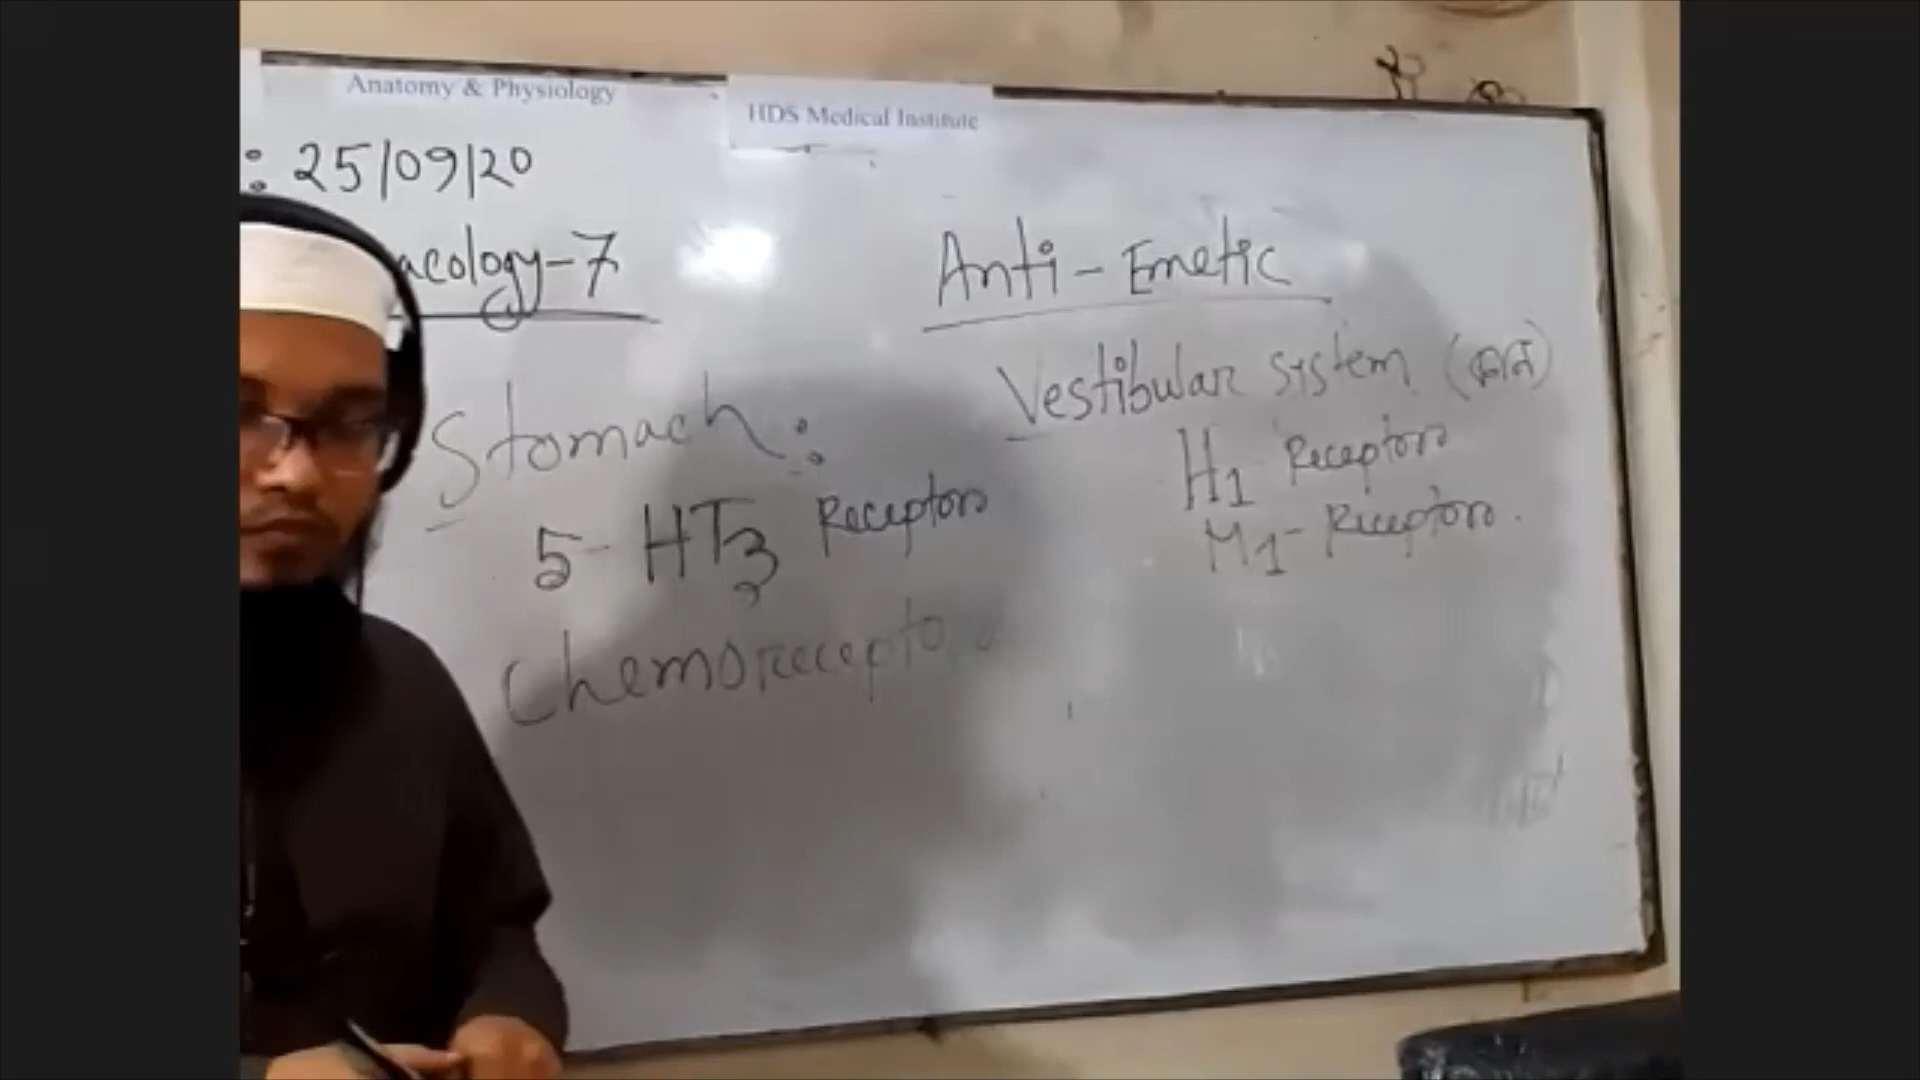 Anatomy & Physiology
HDS Medical Institute
: 25/09/20
acology-7
Anti-Emetic
Vestibular system (কান)
H1 Receptors
M1-Receptors.
Stomach:
5-HT3 Receptors
Chemoreceptors